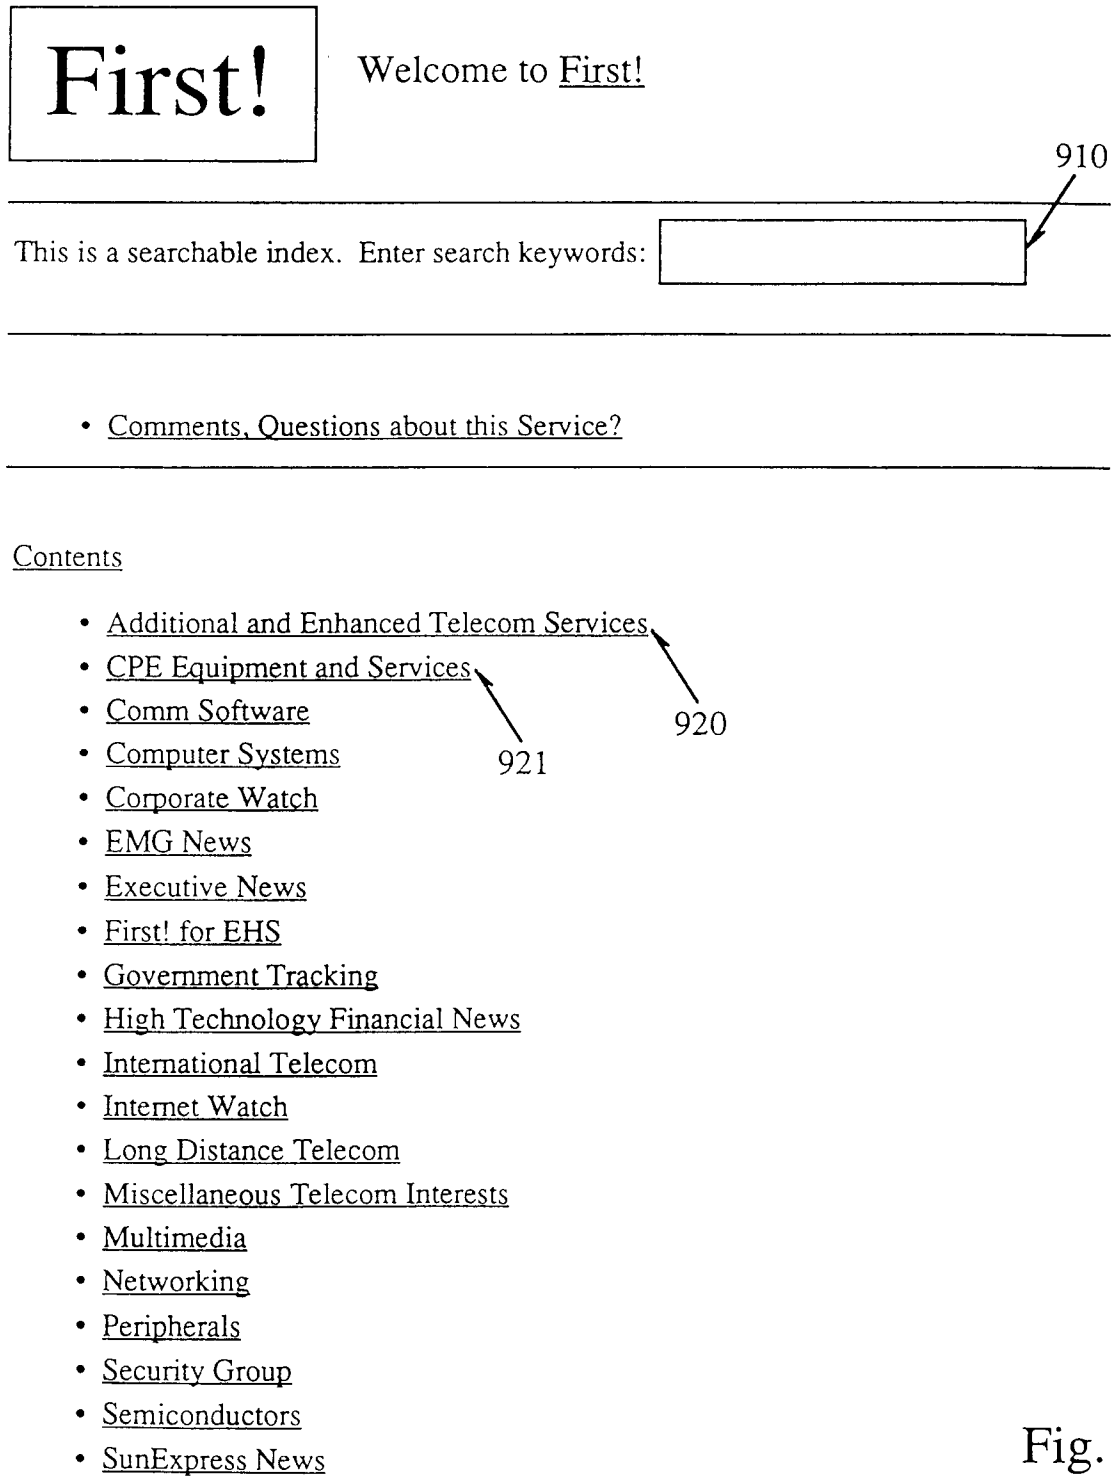 First!
Welcome to First!
910
This is a searchable index. Enter search keywords:
• Comments, Questions about this Service?
Contents
• Additional and Enhanced Telecom Services
• CPE Equipment and Services
• Comm Software
920
• Computer Systems
921
• Corporate Watch
• EMG News
• Executive News
• First! for EHS
• Government Tracking
• High Technology Financial News
• International Telecom
• Internet Watch
• Long Distance Telecom
• Miscellaneous Telecom Interests
• Multimedia
• Networking
• Peripherals
• Security Group
• Semiconductors
• SunExpress News
Fig.